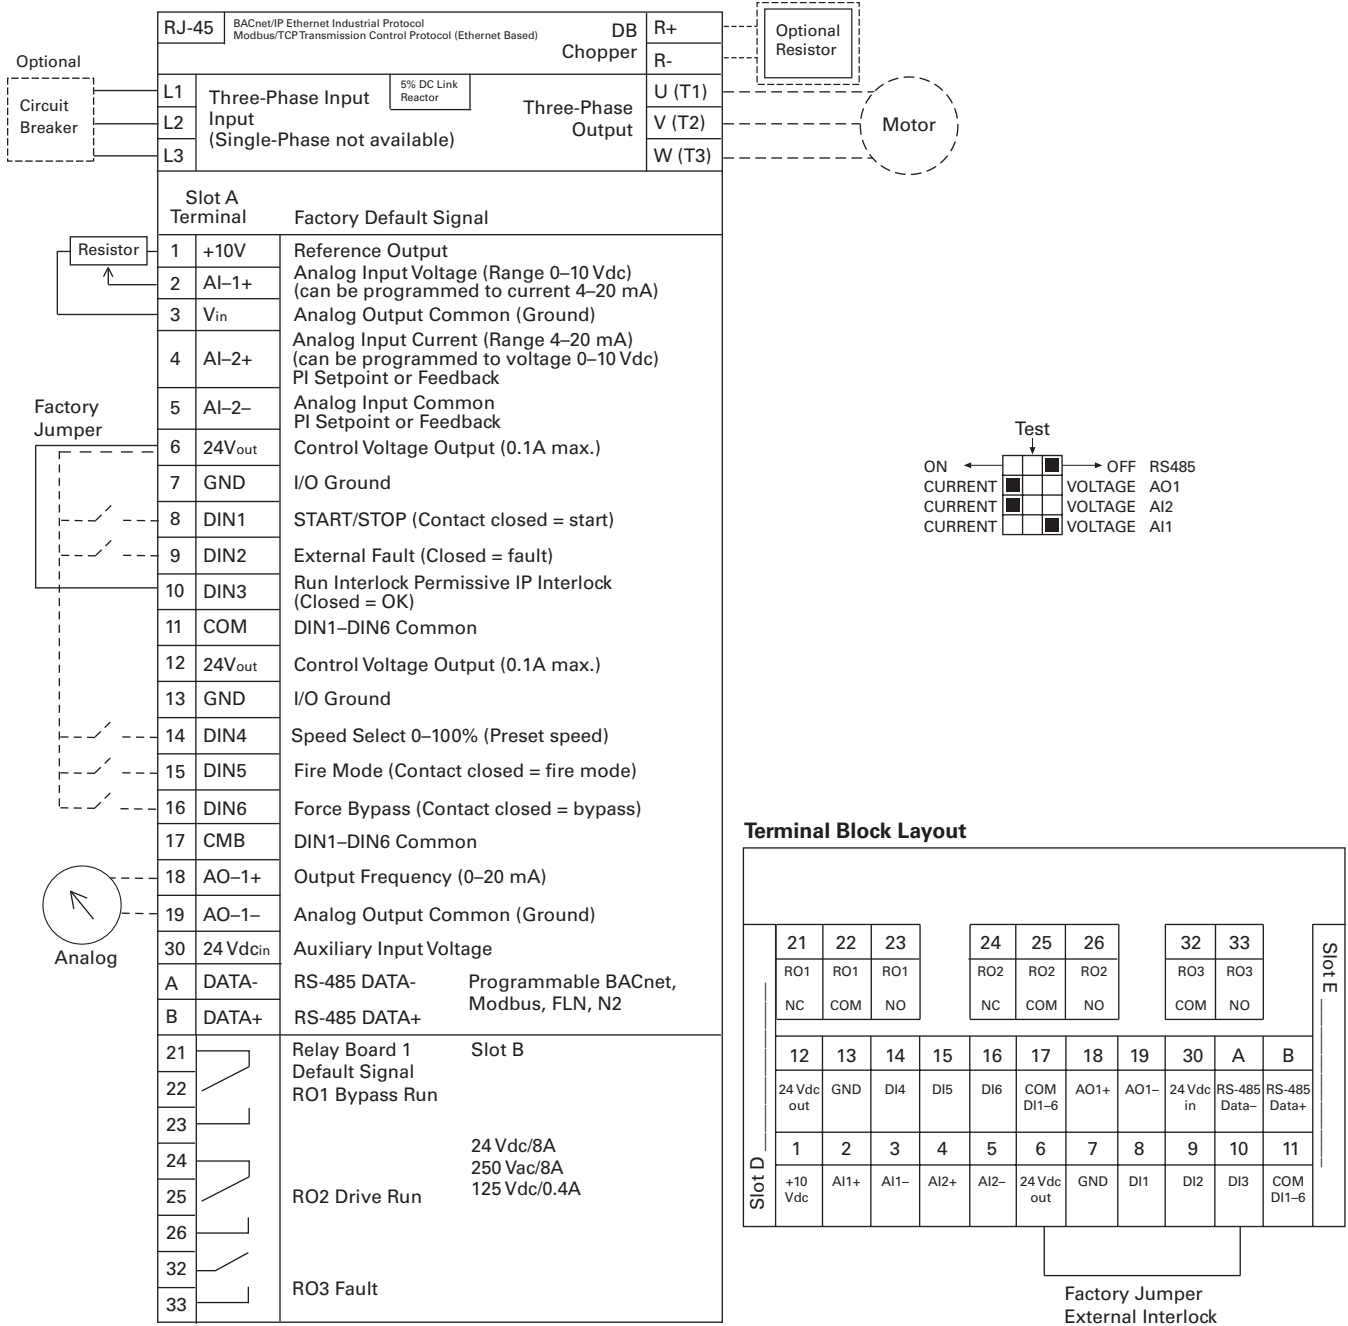 RJ-45 BACnet/IP Ethernet Industrial Protocol
Modbus/TCP Transmission Control Protocol (Ethernet Based)
DB
Chopper
R+
R-
Optional
Resistor
Optional
Circuit
Breaker
L1
L2
L3
Three-Phase Input
Input
(Single-Phase not available)
5% DC Link
Reactor
Three-Phase
Output
U (T1)
V (T2)
W (T3)
Motor
Slot A
Terminal
Factory Default Signal
Resistor
1 +10V Reference Output
2 AI–1+ Analog Input Voltage (Range 0–10 Vdc)
(can be programmed to current 4–20 mA)
3 Vin Analog Output Common (Ground)
4 AI–2+ Analog Input Current (Range 4–20 mA)
(can be programmed to voltage 0–10 Vdc)
PI Setpoint or Feedback
5 AI–2– Analog Input Common
PI Setpoint or Feedback
Factory
Jumper
6 24Vout Control Voltage Output (0.1A max.)
7 GND I/O Ground
8 DIN1 START/STOP (Contact closed = start)
9 DIN2 External Fault (Closed = fault)
10 DIN3 Run Interlock Permissive IP Interlock
(Closed = OK)
11 COM DIN1–DIN6 Common
12 24Vout Control Voltage Output (0.1A max.)
13 GND I/O Ground
14 DIN4 Speed Select 0–100% (Preset speed)
15 DIN5 Fire Mode (Contact closed = fire mode)
16 DIN6 Force Bypass (Contact closed = bypass)
17 CMB DIN1–DIN6 Common
18 AO–1+ Output Frequency (0–20 mA)
19 AO–1– Analog Output Common (Ground)
Analog
30 24 Vdcin Auxiliary Input Voltage
A DATA- RS-485 DATA-
B DATA+ RS-485 DATA+
Programmable BACnet,
Modbus, FLN, N2
21
22
23
24
25
26
32
33
Relay Board 1 Slot B
Default Signal
RO1 Bypass Run
24 Vdc/8A
250 Vac/8A
125 Vdc/0.4A
RO2 Drive Run
RO3 Fault
Test
ON OFF RS485
CURRENT VOLTAGE AO1
CURRENT VOLTAGE AI2
CURRENT VOLTAGE AI1
Terminal Block Layout
Slot D
Slot E
21 22 23 24 25 26 32 33
RO1 RO1 RO1 RO2 RO2 RO2 RO3 RO3
NC COM NO NC COM NO COM NO
12 13 14 15 16 17 18 19 30 A B
24 Vdc GND DI4 DI5 DI6 COM AO1+ AO1– 24 Vdc RS-485 RS-485
out DI1–6 in Data– Data+
1 2 3 4 5 6 7 8 9 10 11
+10 AI1+ AI1– AI2+ AI2– 24 Vdc GND DI1 DI2 DI3 COM
Vdc out DI1–6
Factory Jumper
External Interlock